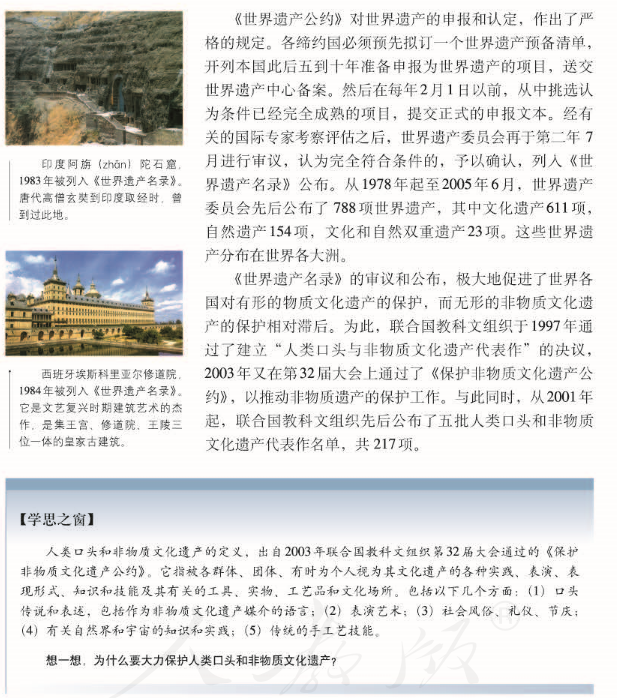 《世界遗产公约》对世界遗产的申报和认定，作出了严
格的规定。各缔约国必须预先拟订一个世界遗产预备清单，
开列本国此后五到十年准备申报为世界遗产的项目，送交
世界遗产中心备案。然后在每年2月1日以前，从中挑选认
为条件已经完全成熟的项目，提交正式的申报文本。经有
关的国际专家考察评估之后，世界遗产委员会再于第二年7
月进行审议，认为完全符合条件的，予以确认，列入《世
界遗产名录》公布。从1978年起至2005年6月，世界遗产
委员会先后公布了788项世界遗产，其中文化遗产611项，
自然遗产154项，文化和自然双重遗产23项。这些世界遗
产分布在世界各大洲。
《世界遗产名录》的审议和公布，极大地促进了世界各
国对有形的物质文化遗产的保护，而无形的非物质文化遗
产的保护相对滞后。为此，联合国教科文组织于1997年通
过了建立“人类口头与非物质文化遗产代表作”的决议，
2003年又在第32届大会上通过了《保护非物质文化遗产公
约》，以推动非物质遗产的保护工作。与此同时，从2001年
起，联合国教科文组织先后公布了五批人类口头和非物质
文化遗产代表作名单，共217项。
印度阿旃（zhān）陀石窟，
1983年被列入《世界遗产名录》。
唐代高僧玄奘到印度取经时，曾
到过此地。
西班牙埃斯科里亚尔修道院，
1984年被列入《世界遗产名录》。
它是文艺复兴时期建筑艺术的杰
作，是集王宫、修道院、王陵三
位一体的皇家古建筑。
【学思之窗】
人类口头和非物质文化遗产的定义，出自2003年联合国教科文组织第32届大会通过的《保护
非物质文化遗产公约》。它指被各群体、团体、有时为个人视为其文化遗产的各种实践、表演、表
现形式、知识和技能及其有关的工具、实物、工艺品和文化场所。包括以下几个方面：（1）口头
传说和表述，包括作为非物质文化遗产媒介的语言；（2）表演艺术；（3）社会风俗、礼仪、节庆；
（4）有关自然界和宇宙的知识和实践；（5）传统的手工艺技能。
想一想，为什么要大力保护人类口头和非物质文化遗产？